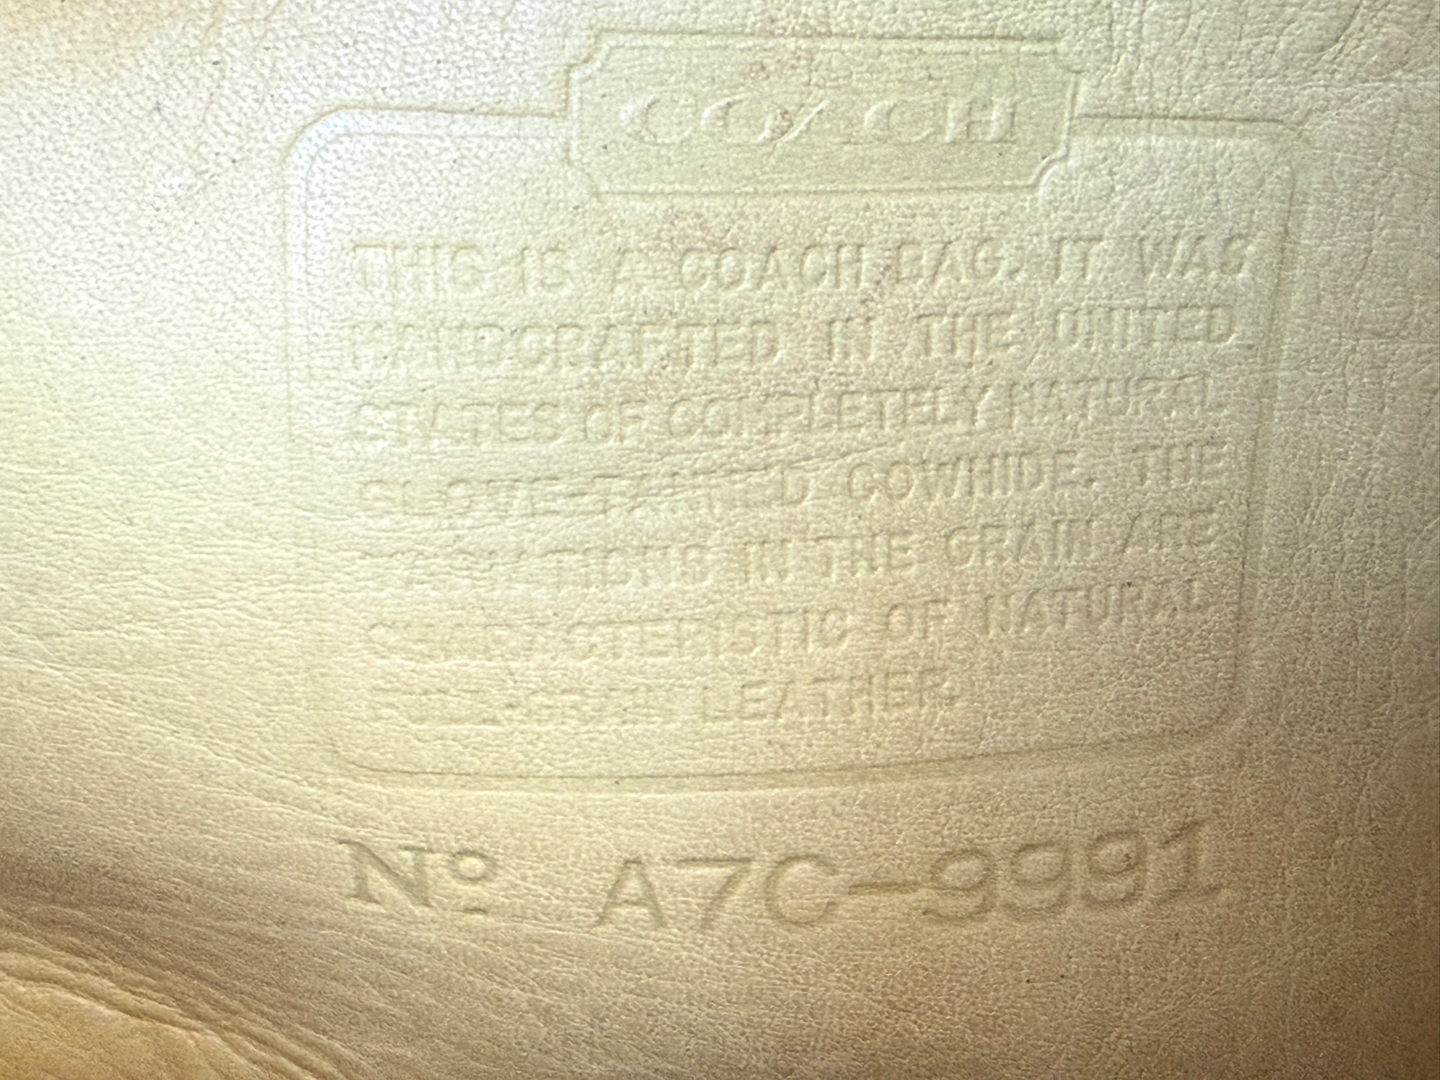 COACH
THIS IS A COACH BAG. IT WAS
HANDCRAFTED IN THE UNITED
STATES OF COMPLETELY NATURAL
GLOVE-TANNED COWHIDE. THE
VARIATIONS IN THE GRAIN ARE
CHARACTERISTIC OF NATURAL
GRAIN LEATHER.
Nº A7C-9991